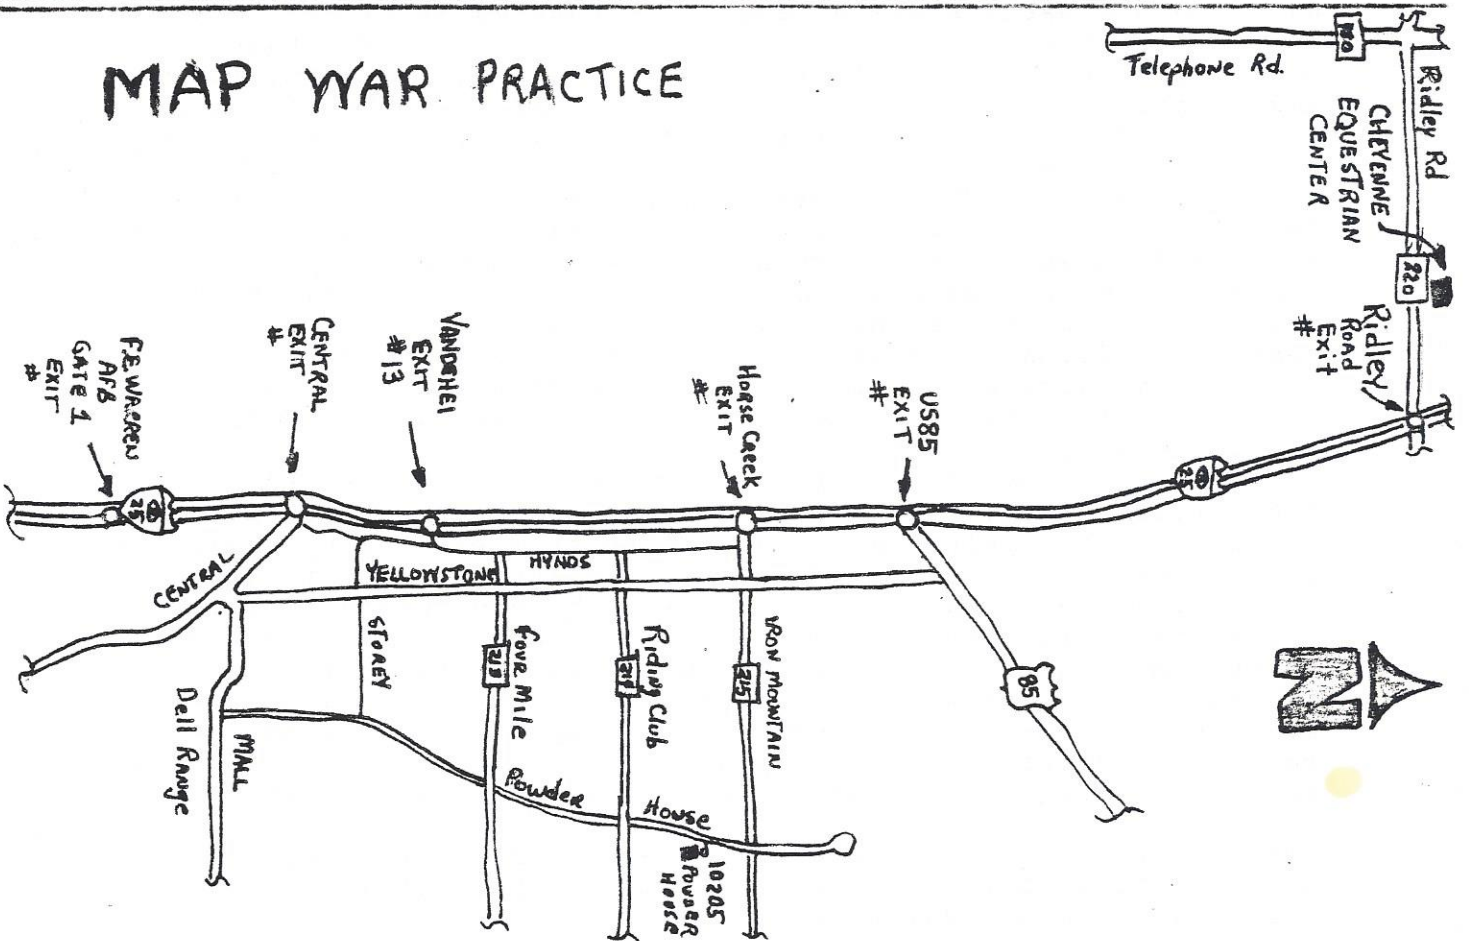 MAP WAR PRACTICE
Telephone Rd.
Ridley Rd
CHEYENNE
EQUESTRIAN
CENTER
220
Ridley
ROAD
Exit
#
US85
EXIT
#
Horse Creek
EXIT
#
VANDEHEI
EXIT
#13
CENTRAL
EXIT
#
F.E. WARREN
AFB
GATE 1
EXIT
#
25
25
CENTRAL
YELLOWSTONE
HYNDS
STOREY
FOUR Mile
Riding Club
IRON MOUNTAIN
215
85
N
Dell Range
MALL
Powder House
10205
POWDER
HOUSE